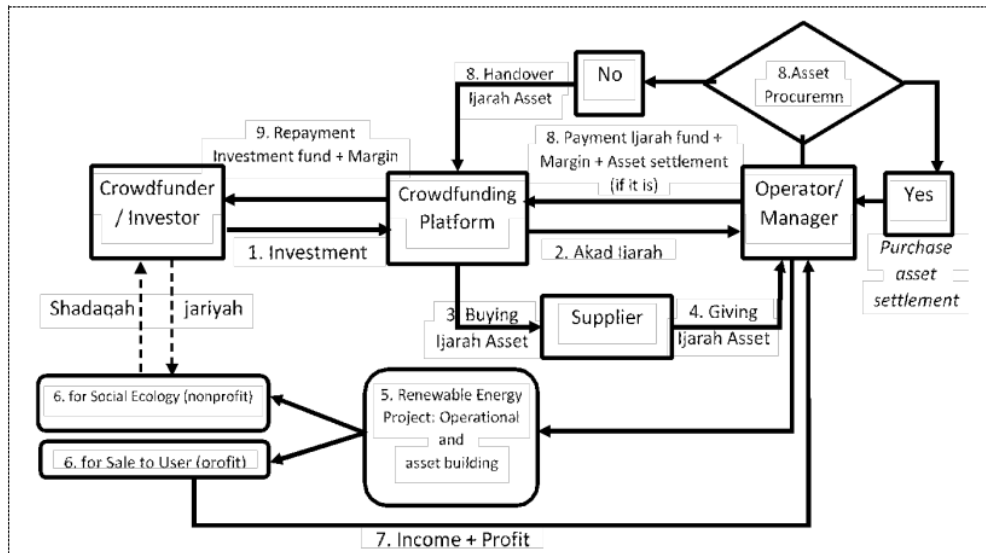 8. Handover
Ijarah Asset
No
8.Asset
Procuremn
9. Repayment
Investment fund + Margin
8. Payment Ijarah fund +
Margin + Asset settlement
(if it is)
Crowdfunder
/ Investor
Crowdfunding
Platform
Operator/
Manager
Yes
1. Investment
2. Akad Ijarah
Purchase
asset
settlement
Shadaqah
jariyah
3. Buying
Ijarah Asset
Supplier
4. Giving
Ijarah Asset
6. for Social Ecology (nonprofit)
5. Renewable Energy
Project: Operational
and
asset building
6. for Sale to User (profit)
7. Income + Profit